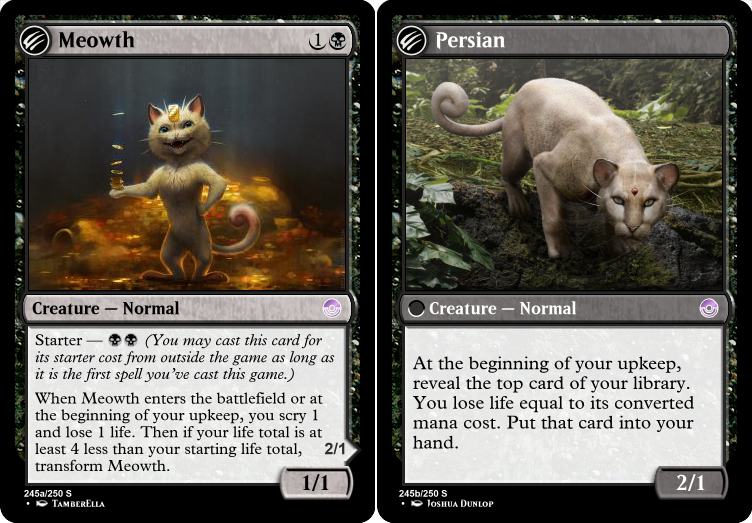 Meowth 1
Creature — Normal
Starter — (You may cast this card for
its starter cost from outside the game as long as
it is the first spell you've cast this game.)
When Meowth enters the battlefield or at
the beginning of your upkeep, you scry 1
and lose 1 life. Then if your life total is at
least 4 less than your starting life total,
transform Meowth.
2/1
1/1
245a/250 S
• TamberElla
Persian
Creature — Normal
At the beginning of your upkeep,
reveal the top card of your library.
You lose life equal to its converted
mana cost. Put that card into your
hand.
2/1
245b/250 S
• Joshua Dunlop